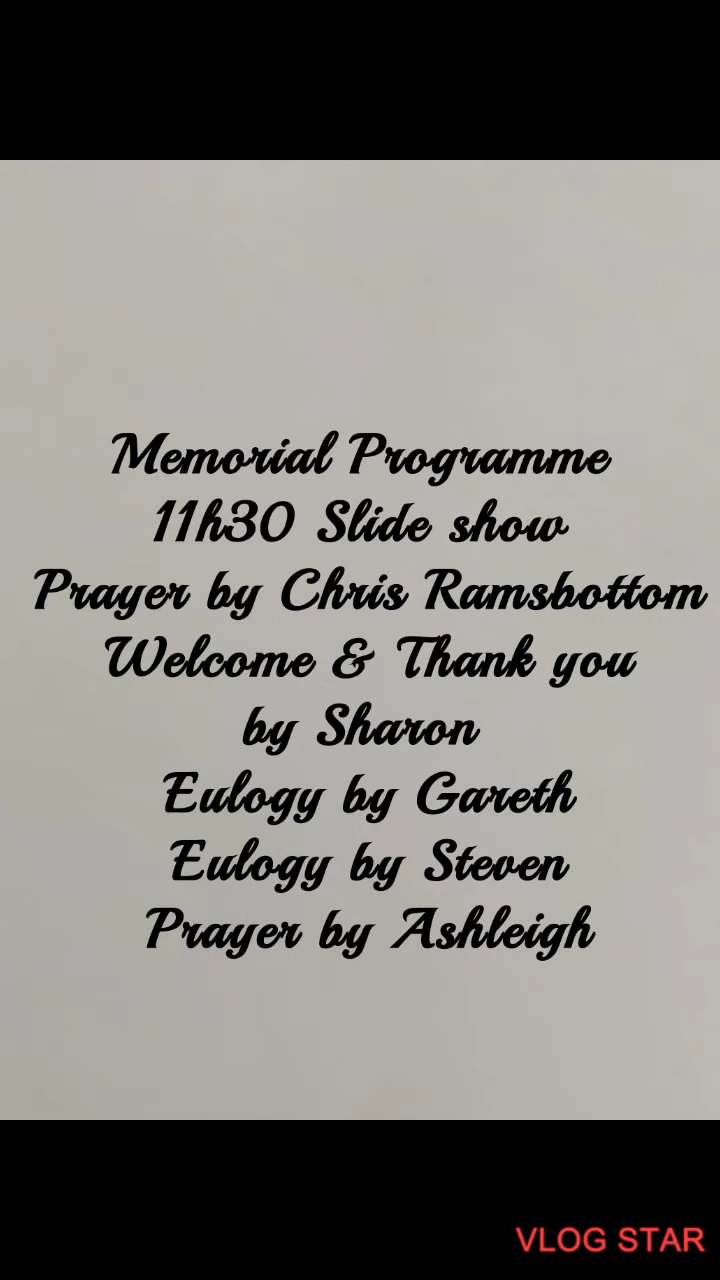 Memorial Programme
11h30 Slide show
Prayer by Chris Ramsbottom
Welcome & Thank you
by Sharon
Eulogy by Gareth
Eulogy by Steven
Prayer by Ashleigh
VLOG STAR